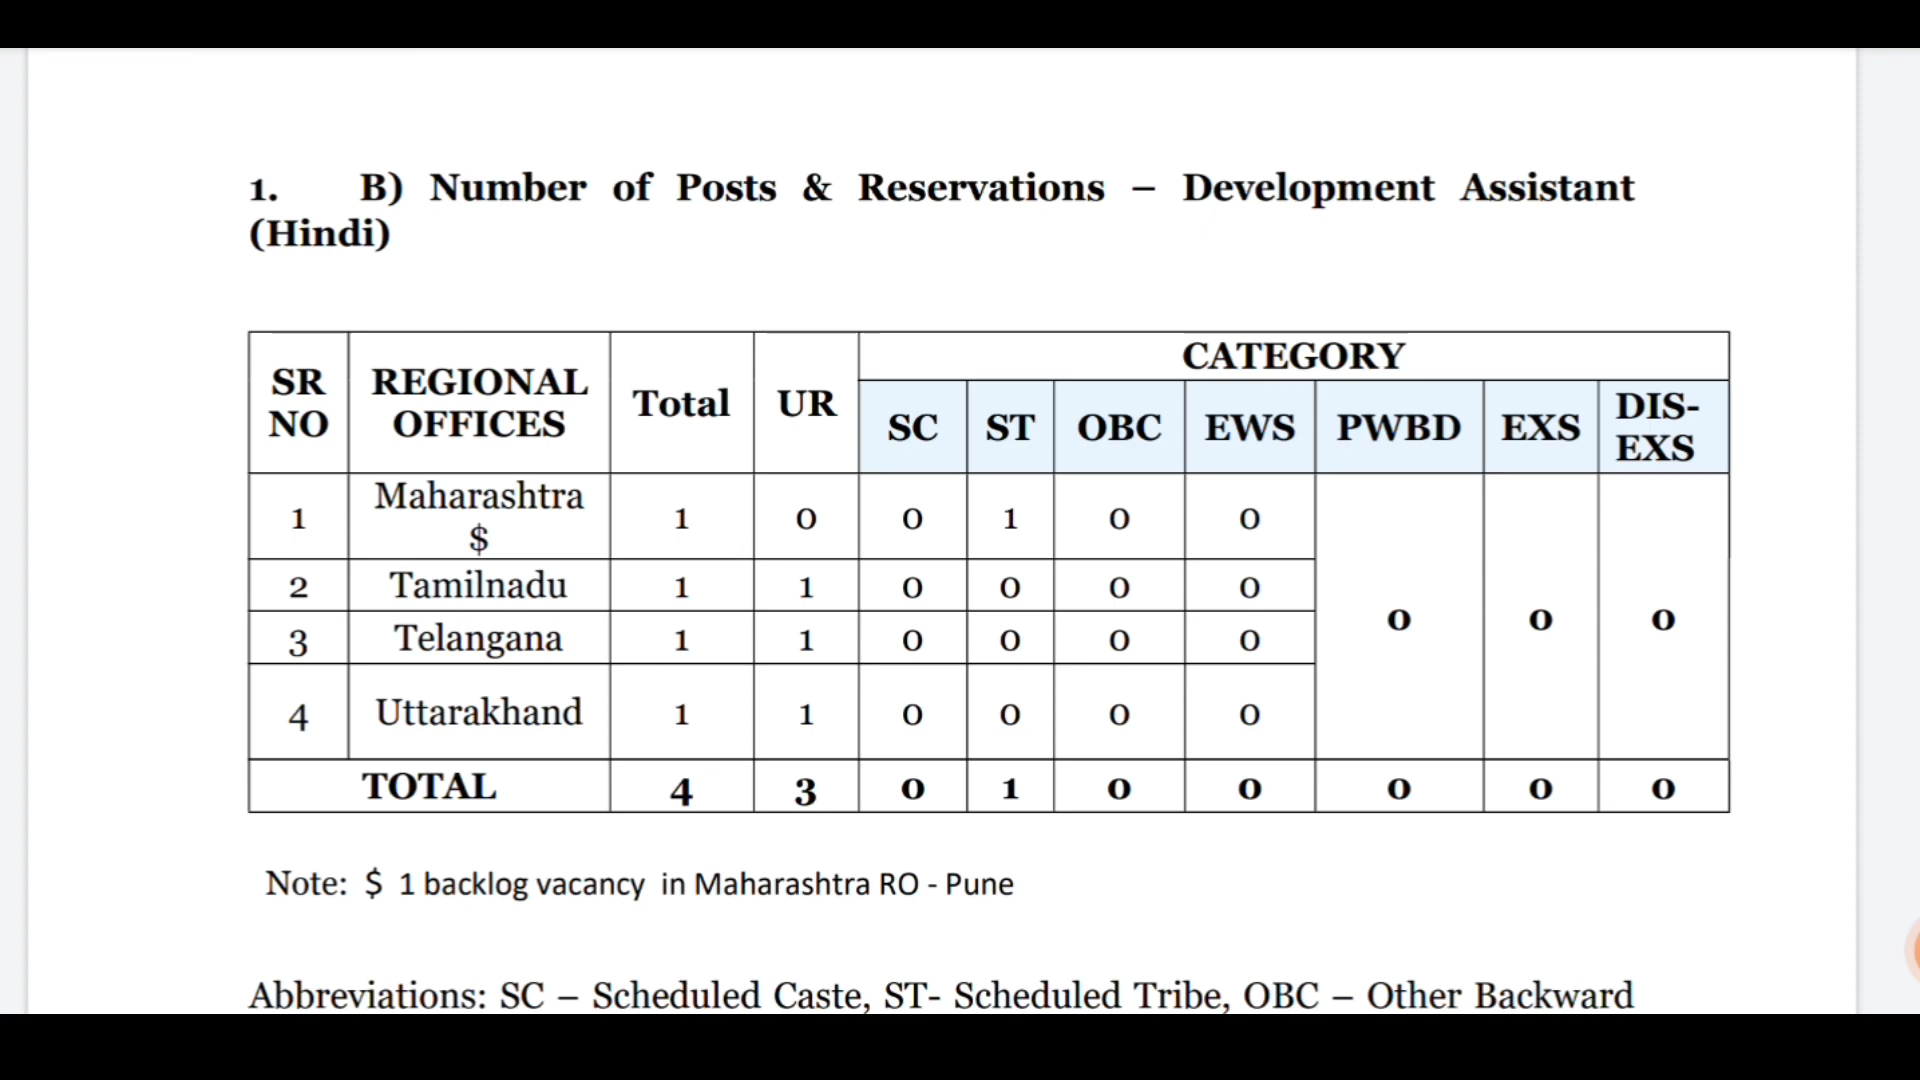 1. B) Number of Posts & Reservations – Development Assistant
(Hindi)
SR NO REGIONAL OFFICES Total UR CATEGORY
SC ST OBC EWS PWBD EXS DIS-EXS
1 Maharashtra $ 1 0 0 1 0 0 0 0 0
2 Tamilnadu 1 1 0 0 0 0
3 Telangana 1 1 0 0 0 0
4 Uttarakhand 1 1 0 0 0 0
TOTAL 4 3 0 1 0 0 0 0 0
Note: $ 1 backlog vacancy in Maharashtra RO - Pune
Abbreviations: SC – Scheduled Caste, ST- Scheduled Tribe, OBC – Other Backward